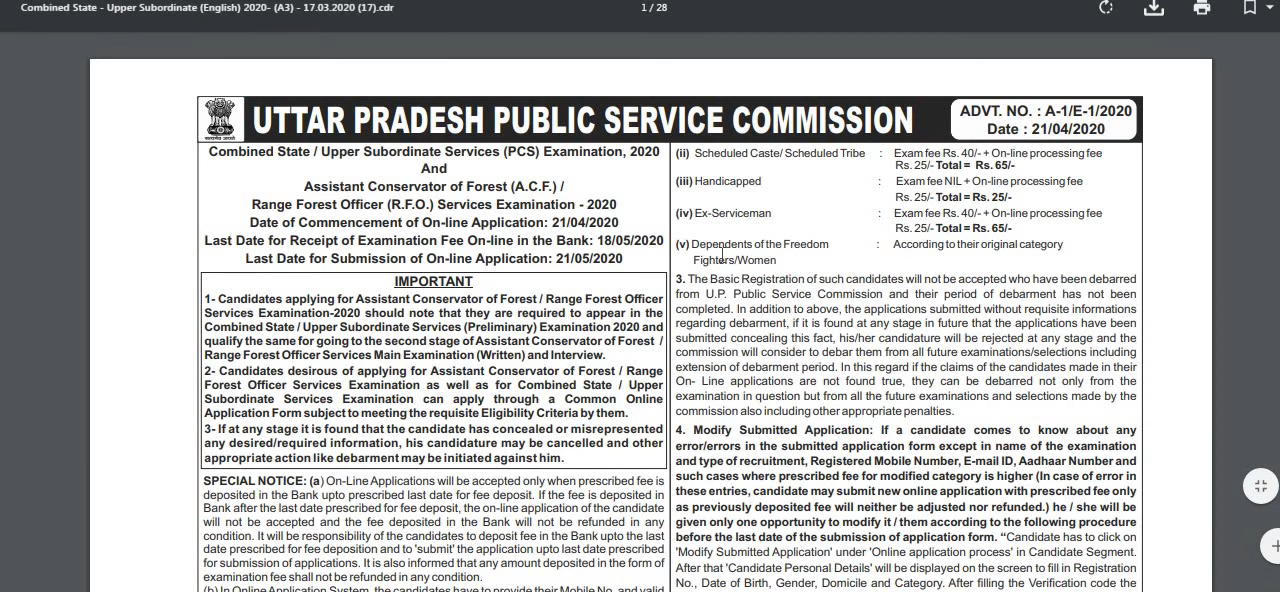 Combined State - Upper Subordinate (English) 2020- (A3) - 17.03.2020 (17).cdr
1 / 28
UTTAR PRADESH PUBLIC SERVICE COMMISSION
ADVT. NO. : A-1/E-1/2020
Date : 21/04/2020
Combined State / Upper Subordinate Services (PCS) Examination, 2020
And
Assistant Conservator of Forest (A.C.F.) /
Range Forest Officer (R.F.O.) Services Examination - 2020
Date of Commencement of On-line Application: 21/04/2020
Last Date for Receipt of Examination Fee On-line in the Bank: 18/05/2020
Last Date for Submission of On-line Application: 21/05/2020
IMPORTANT
1- Candidates applying for Assistant Conservator of Forest / Range Forest Officer
Services Examination-2020 should note that they are required to appear in the
Combined State / Upper Subordinate Services (Preliminary) Examination 2020 and
qualify the same for going to the second stage of Assistant Conservator of Forest /
Range Forest Officer Services Main Examination (Written) and Interview.
2- Candidates desirous of applying for Assistant Conservator of Forest / Range
Forest Officer Services Examination as well as for Combined State / Upper
Subordinate Services Examination can apply through a Common Online
Application Form subject to meeting the requisite Eligibility Criteria by them.
3- If at any stage it is found that the candidate has concealed or misrepresented
any desired/required information, his candidature may be cancelled and other
appropriate action like debarment may be initiated against him.
SPECIAL NOTICE: (a) On-Line Applications will be accepted only when prescribed fee is
deposited in the Bank upto prescribed last date for fee deposit. If the fee is deposited in
Bank after the last date prescribed for fee deposit, the on-line application of the candidate
will not be accepted and the fee deposited in the Bank will not be refunded in any
condition. It will be responsibility of the candidates to deposit fee in the Bank upto the last
date prescribed for fee deposition and to 'submit' the application upto last date prescribed
for submission of applications. It is also informed that any amount deposited in the form of
examination fee shall not be refunded in any condition.
(b) In Online Application System, the candidates have to provide their Mobile No. and valid
(ii) Scheduled Caste/ Scheduled Tribe : Exam fee Rs. 40/- + On-line processing fee
Rs. 25/- Total = Rs. 65/-
(iii) Handicapped : Exam fee NIL + On-line processing fee
Rs. 25/- Total = Rs. 25/-
(iv) Ex-Serviceman : Exam fee Rs. 40/- + On-line processing fee
Rs. 25/- Total = Rs. 65/-
(v) Dependents of the Freedom : According to their original category
Fighters/Women
3. The Basic Registration of such candidates will not be accepted who have been debarred
from U.P. Public Service Commission and their period of debarment has not been
completed. In addition to above, the applications submitted without requisite informations
regarding debarment, if it is found at any stage in future that the applications have been
submitted concealing this fact, his/her candidature will be rejected at any stage and the
commission will consider to debar them from all future examinations/selections including
extension of debarment period. In this regard if the claims of the candidates made in their
On- Line applications are not found true, they can be debarred not only from the
examination in question but from all the future examinations and selections made by the
commission also including other appropriate penalties.
4. Modify Submitted Application: If a candidate comes to know about any
error/errors in the submitted application form except in name of the examination
and type of recruitment, Registered Mobile Number, E-mail ID, Aadhaar Number and
such cases where prescribed fee for modified category is higher (In case of error in
these entries, candidate may submit new online application with prescribed fee only
as previously deposited fee will neither be adjusted nor refunded.) he / she will be
given only one opportunity to modify it / them according to the following procedure
before the last date of the submission of application form. "Candidate has to click on
'Modify Submitted Application' under 'Online application process' in Candidate Segment.
After that 'Candidate Personal Details' will be displayed on the screen to fill in Registration
No., Date of Birth, Gender, Domicile and Category. After filling the Verification code the